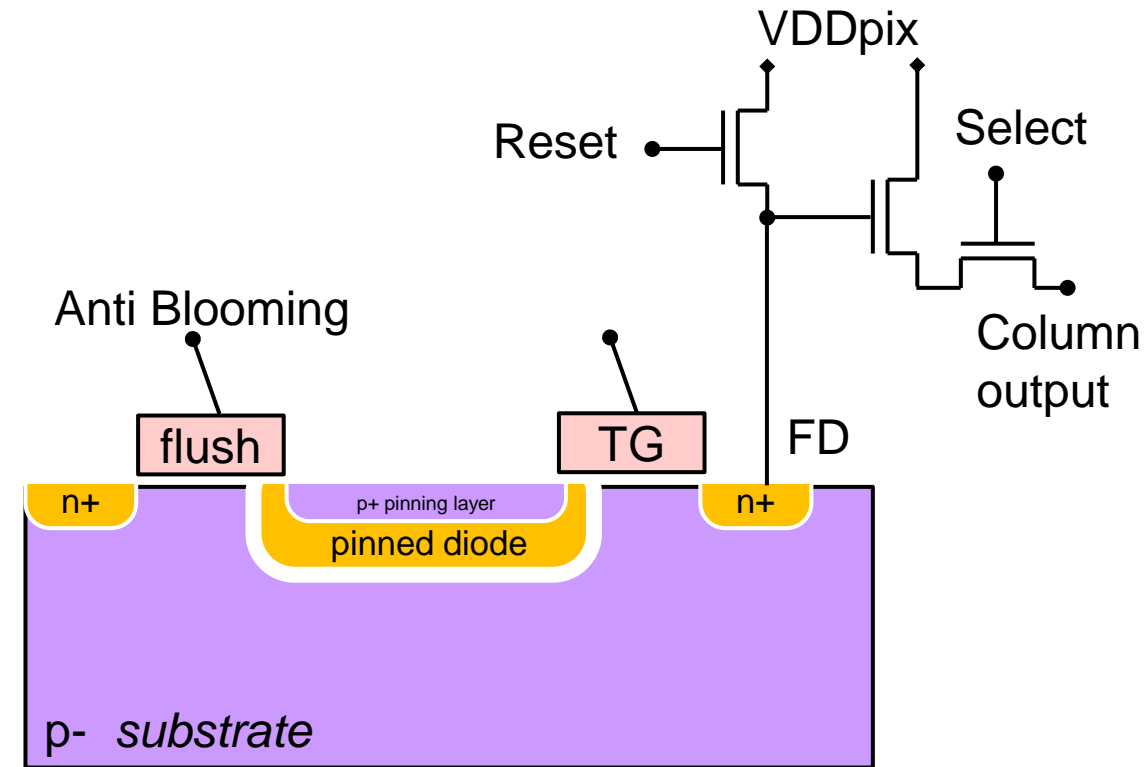 VDDpix
Reset
Select
Anti Blooming
Column
output
flush
TG
FD
n+
p+ pinning layer
n+
pinned diode
p- substrate